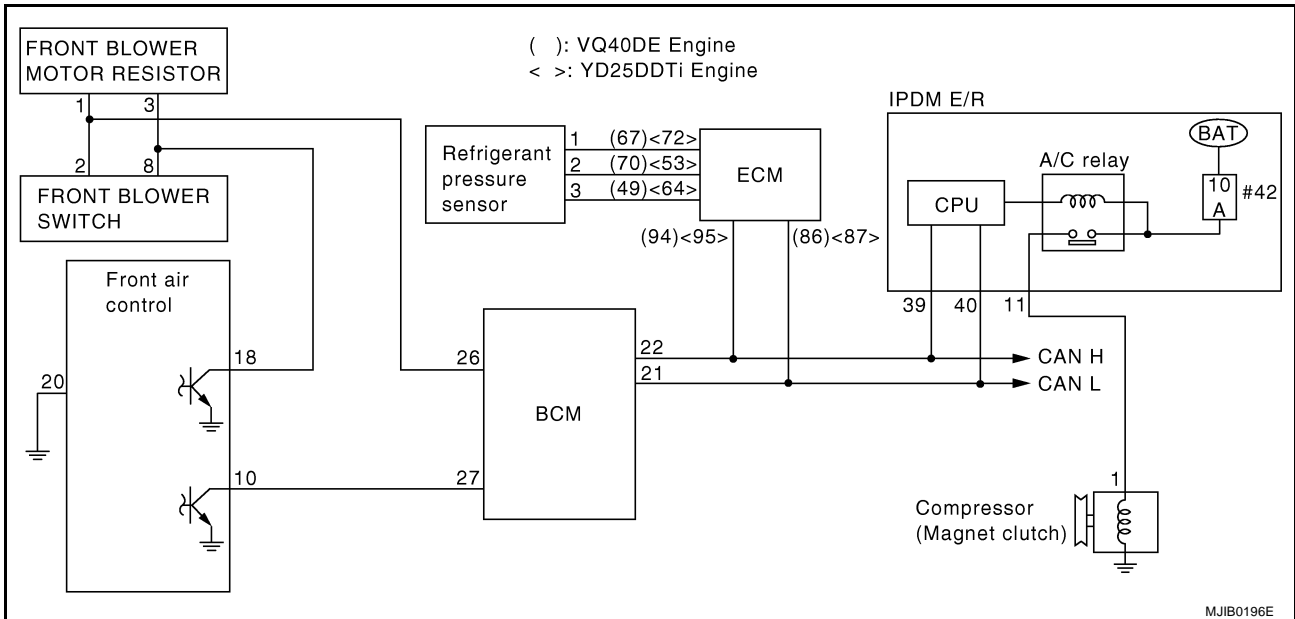 FRONT BLOWER
MOTOR RESISTOR
1
3
2
8
FRONT BLOWER
SWITCH
( ): VQ40DE Engine
< >: YD25DDTi Engine
Refrigerant
pressure
sensor
1
(67)<72>
2
(70)<53>
3
(49)<64>
ECM
(94)<95>
(86)<87>
IPDM E/R
BAT
A/C relay
10
A
#42
CPU
39
40
11
Front air
control
18
20
10
26
27
BCM
22
21
CAN H
CAN L
1
Compressor
(Magnet clutch)
MJIB0196E